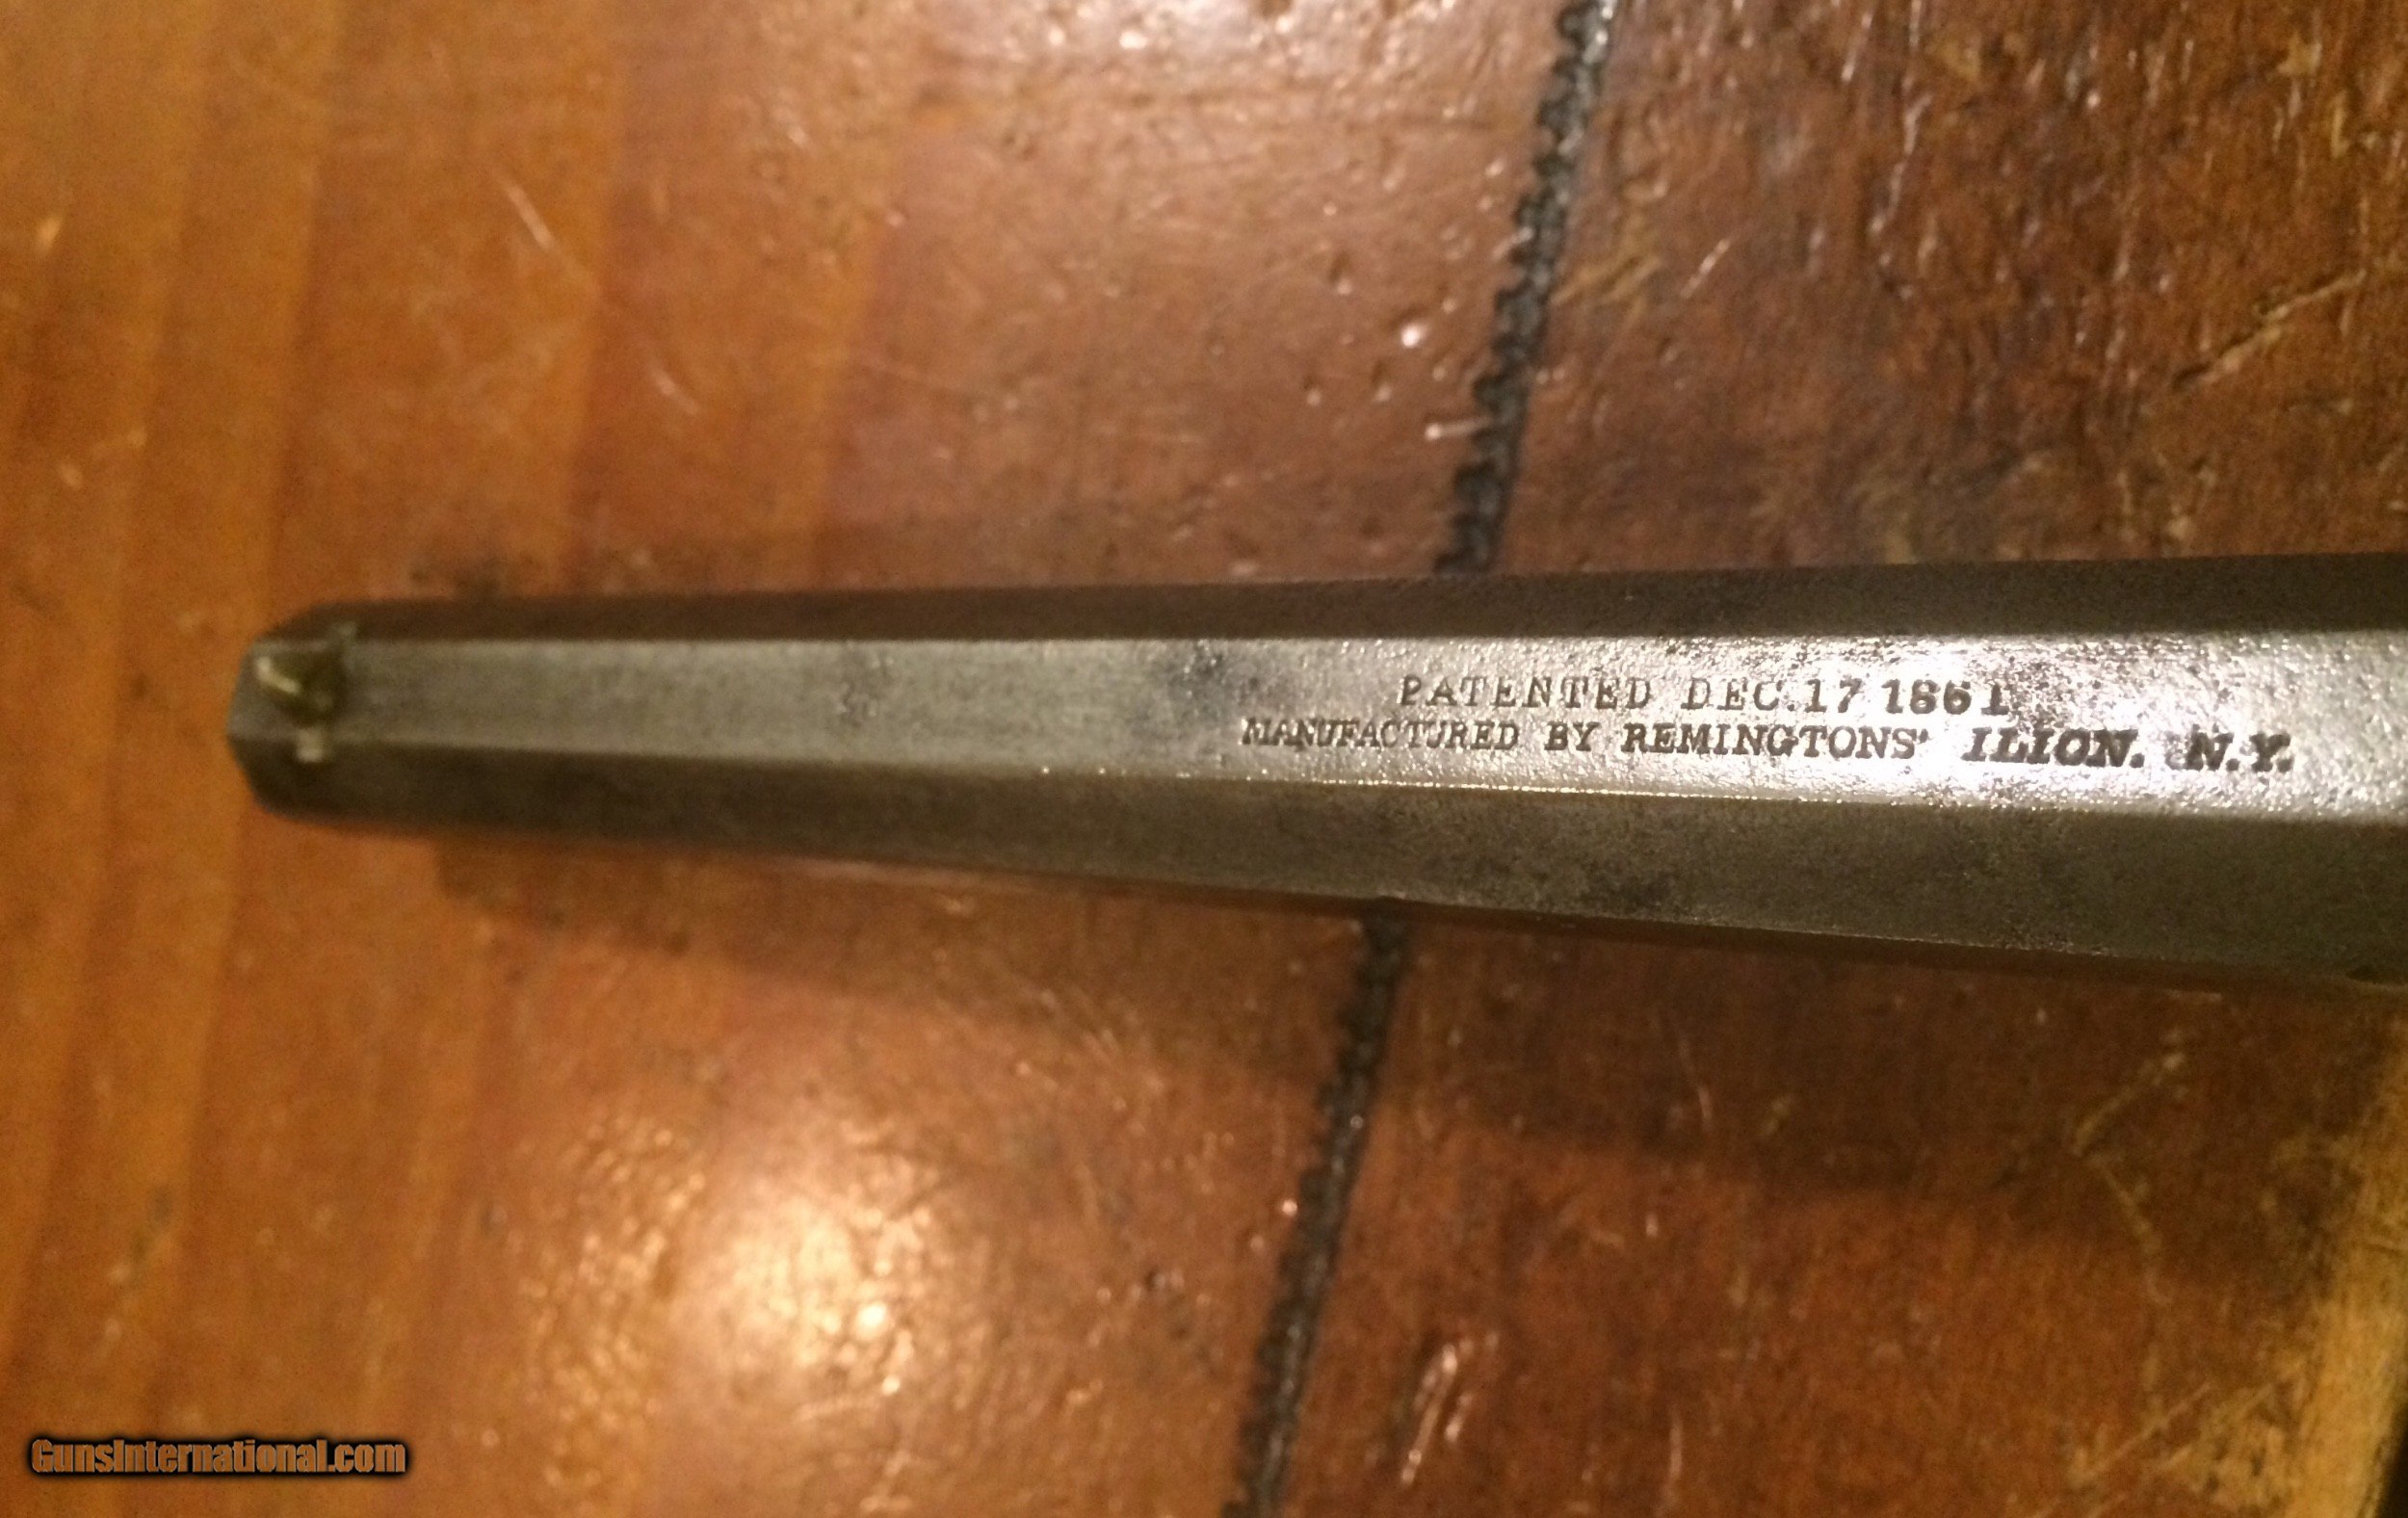 PATENTED DEC.17 1861
MANUFACTURED BY REMINGTONS' ILION. N.Y.
GunsInternational.com